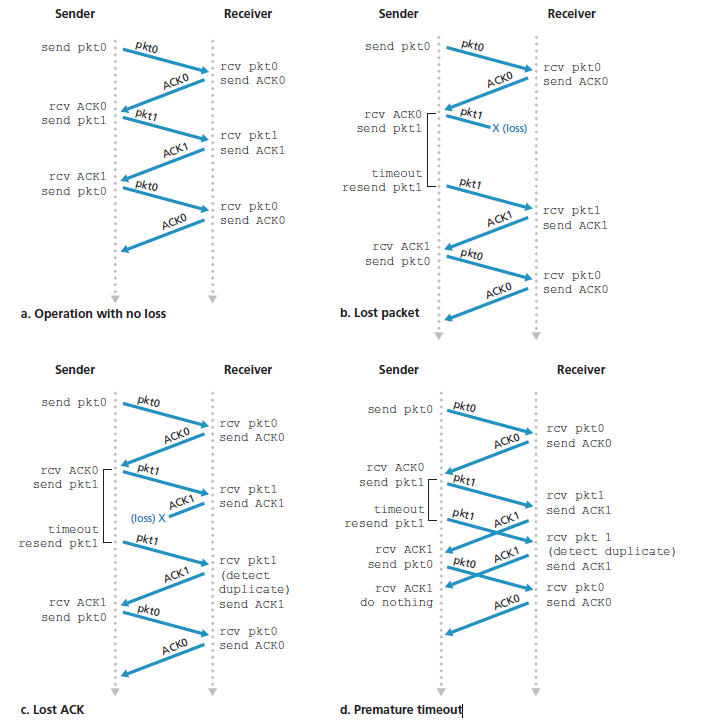 Sender
Receiver
send pkt0
pkt0
rcv pkt0
send ACK0
ACK0
rcv ACK0
send pkt1
pkt1
rcv pkt1
send ACK1
ACK1
rcv ACK1
send pkt0
pkt0
rcv pkt0
send ACK0
ACK0
a. Operation with no loss
Sender
Receiver
send pkt0
pkt0
rcv pkt0
send ACK0
ACK0
rcv ACK0
send pkt1
pkt1
X (loss)
timeout
resend pkt1
pkt1
rcv pkt1
send ACK1
ACK1
rcv ACK1
send pkt0
pkt0
rcv pkt0
send ACK0
ACK0
b. Lost packet
Sender
Receiver
send pkt0
pkt0
rcv pkt0
send ACK0
ACK0
rcv ACK0
send pkt1
pkt1
rcv pkt1
send ACK1
ACK1
(loss) X
timeout
resend pkt1
pkt1
rcv pkt1
(detect
duplicate)
send ACK1
ACK1
rcv ACK1
send pkt0
pkt0
rcv pkt0
send ACK0
ACK0
c. Lost ACK
Sender
Receiver
send pkt0
pkt0
rcv pkt0
send ACK0
ACK0
rcv ACK0
send pkt1
pkt1
rcv pkt1
send ACK1
ACK1
timeout
resend pkt1
pkt1
rcv pkt 1
(detect duplicate)
send ACK1
ACK1
rcv ACK1
send pkt0
pkt0
rcv pkt0
send ACK0
ACK0
rcv ACK1
do nothing
d. Premature timeout